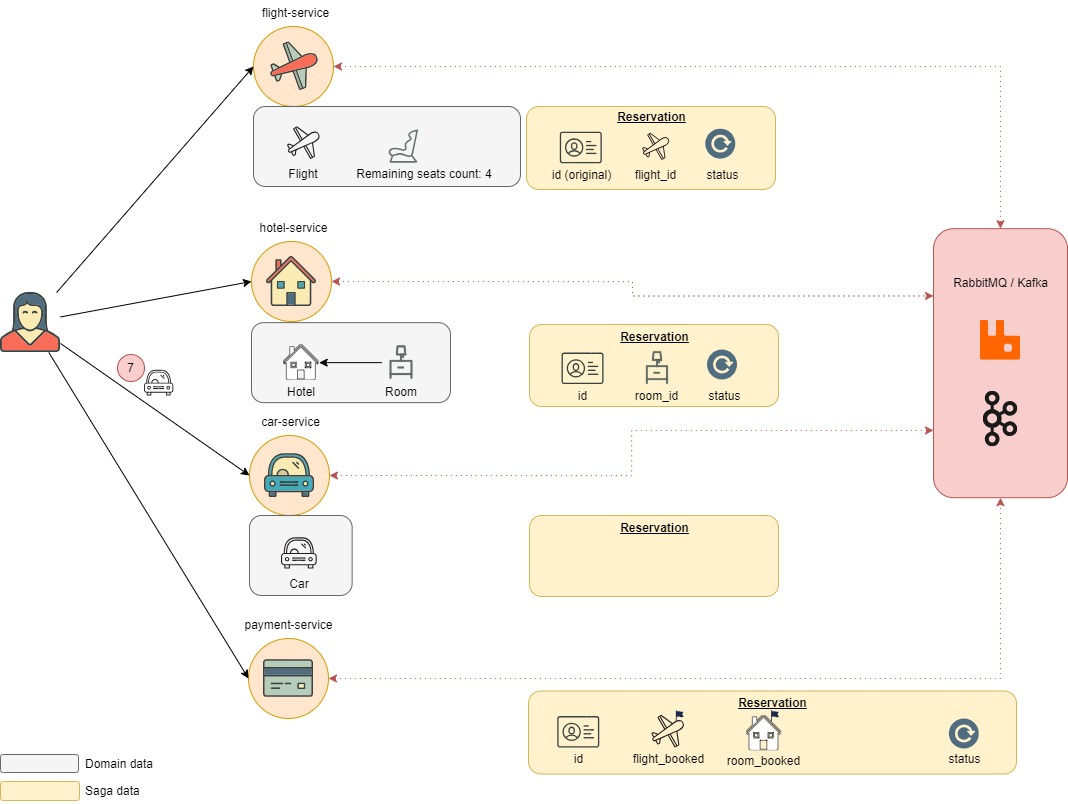 flight-service
Reservation
Flight
Remaining seats count: 4
id (original)
flight_id
status
hotel-service
RabbitMQ / Kafka
Reservation
Hotel
Room
id
room_id
status
7
car-service
Reservation
Car
payment-service
Reservation
id
flight_booked
room_booked
status
Domain data
Saga data